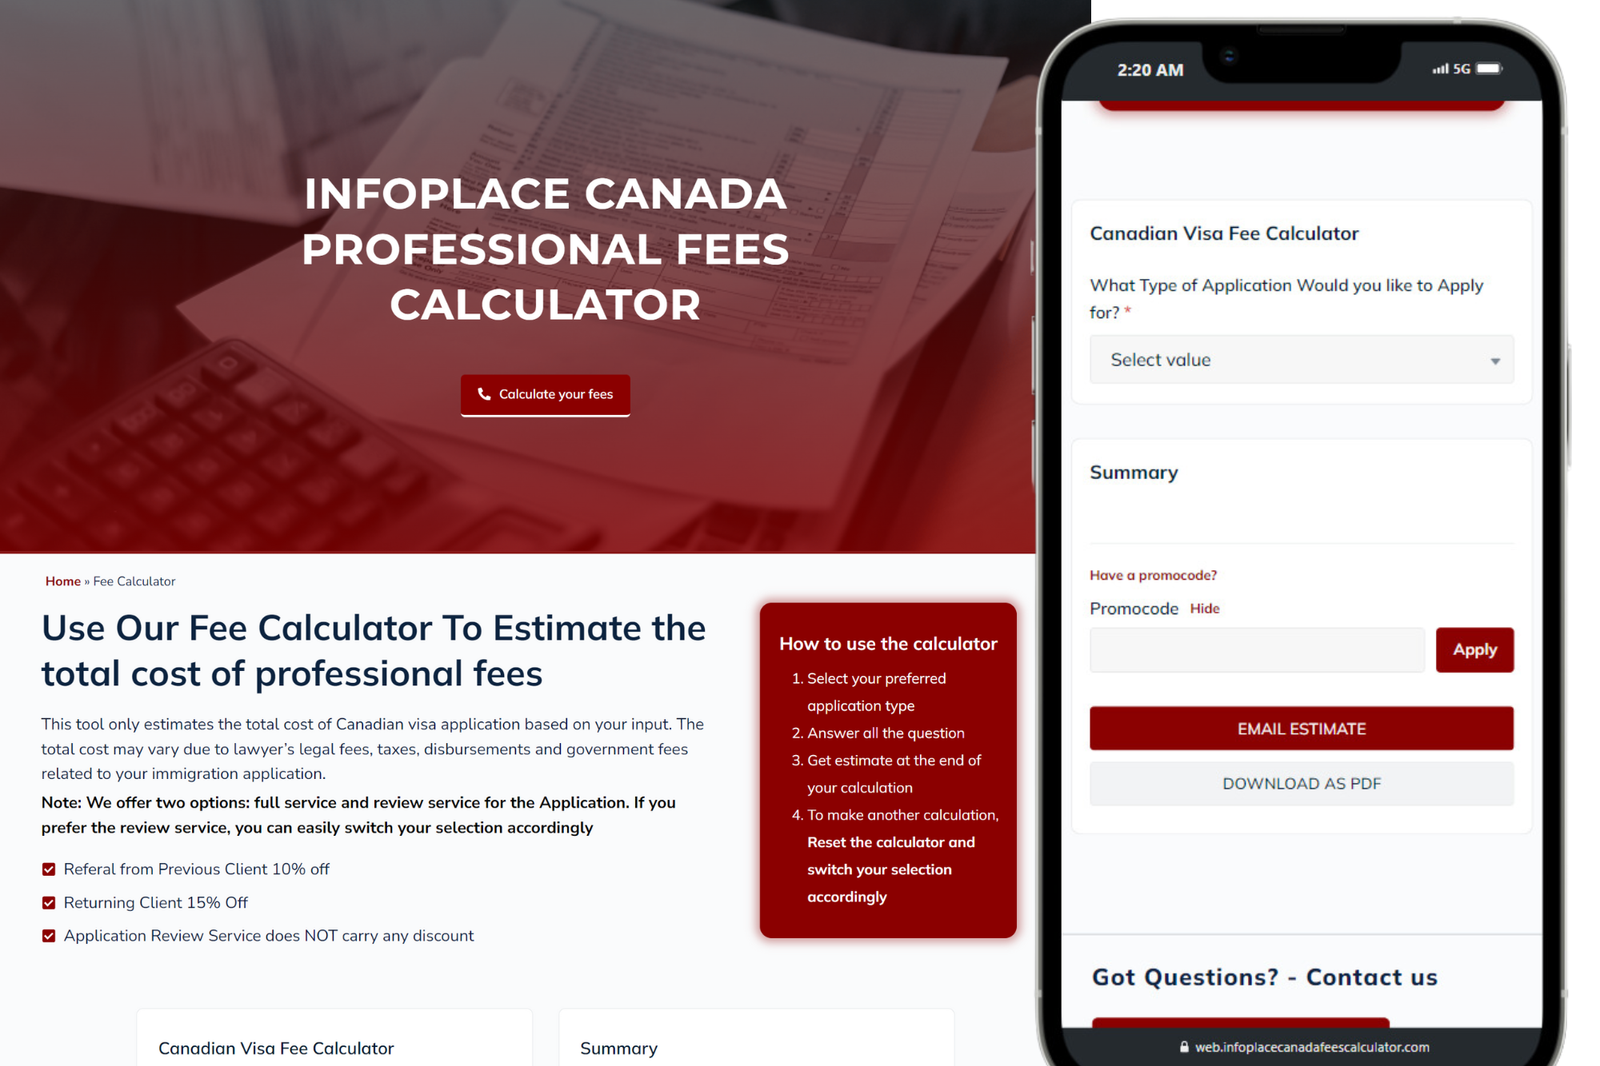 INFOPLACE CANADA
PROFESSIONAL FEES
CALCULATOR
Calculate your fees
Home » Fee Calculator
Use Our Fee Calculator To Estimate the
total cost of professional fees
This tool only estimates the total cost of Canadian visa application based on your input. The
total cost may vary due to lawyer’s legal fees, taxes, disbursements and government fees
related to your immigration application.
Note: We offer two options: full service and review service for the Application. If you
prefer the review service, you can easily switch your selection accordingly
Referal from Previous Client 10% off
Returning Client 15% Off
Application Review Service does NOT carry any discount
How to use the calculator
1. Select your preferred
application type
2. Answer all the question
3. Get estimate at the end of
your calculation
4. To make another calculation,
Reset the calculator and
switch your selection
accordingly
Canadian Visa Fee Calculator
Summary
2:20 AM
5G
Canadian Visa Fee Calculator
What Type of Application Would you like to Apply
for? *
Select value
Summary
Have a promocode?
Promocode Hide
Apply
EMAIL ESTIMATE
DOWNLOAD AS PDF
Got Questions? - Contact us
web.infoplacecanadafeescalculator.com